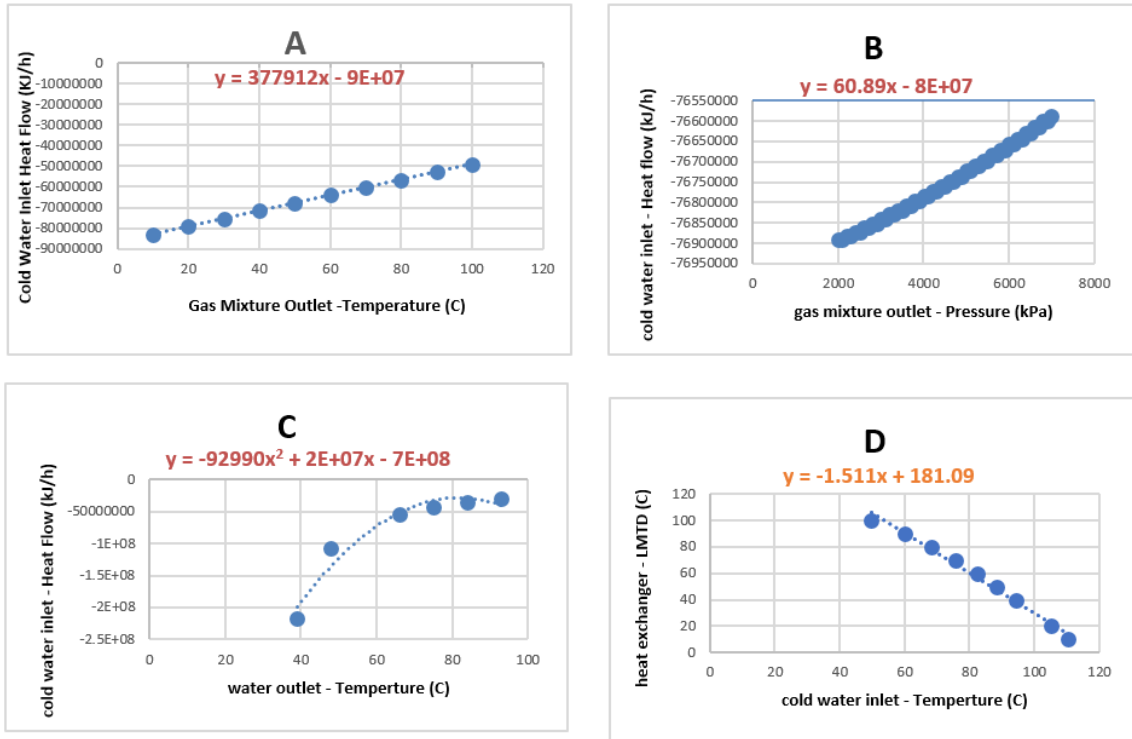 A
y = 377912x - 9E+07
Cold Water Inlet Heat Flow (KJ/h)
0
-10000000
-20000000
-30000000
-40000000
-50000000
-60000000
-70000000
-80000000
-90000000
0 20 40 60 80 100 120
Gas Mixture Outlet -Temperature (C)
B
y = 60.89x - 8E+07
cold water inlet - Heat flow (kJ/h)
-76550000
-76600000
-76650000
-76700000
-76750000
-76800000
-76850000
-76900000
-76950000
0 2000 4000 6000 8000
gas mixture outlet - Pressure (kPa)
C
y = -92990x² + 2E+07x - 7E+08
cold water inlet - Heat Flow (kJ/h)
0
-50000000
-1E+08
-1.5E+08
-2E+08
-2.5E+08
0 20 40 60 80 100
water outlet - Temperture (C)
D
y = -1.511x + 181.09
heat exchanger - LMTD (C)
120
100
80
60
40
20
0
0 20 40 60 80 100 120
cold water inlet - Temperture (C)